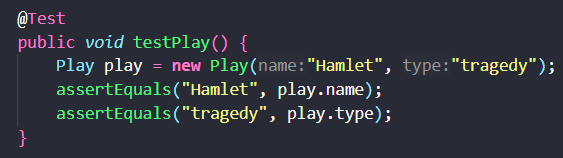 @Test
public void testPlay() {
    Play play = new Play(name:"Hamlet", type:"tragedy");
    assertEquals("Hamlet", play.name);
    assertEquals("tragedy", play.type);
}